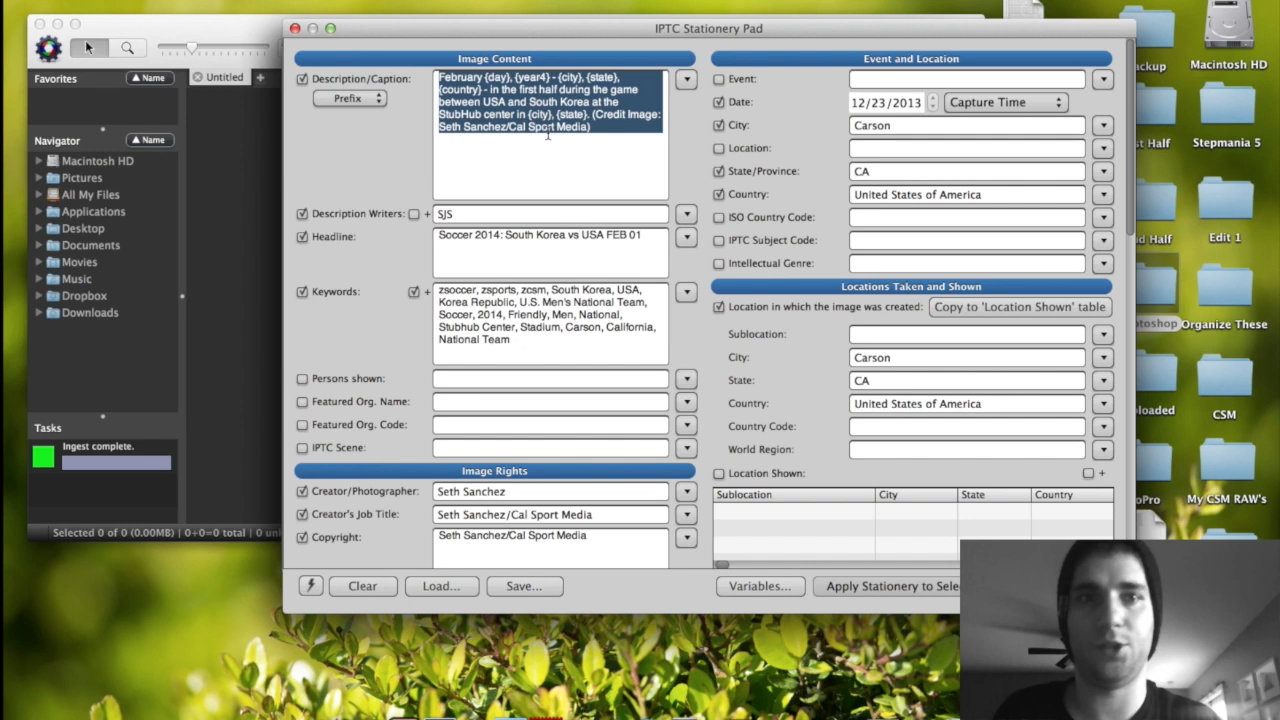 IPTC Stationery Pad
Favorites
▲ Name
Untitled
Navigator
▲ Name
Macintosh HD
Pictures
All My Files
Applications
Desktop
Documents
Movies
Music
Dropbox
Downloads
Tasks
Ingest complete.
Selected 0 of 0 (0.00MB) | 0+0=0 total | 0 un
Image Content
Description/Caption:
Prefix
February {day}, {year4} - {city}, {state},
{country} - in the first half during the game
between USA and South Korea at the
StubHub center in {city}, {state}. (Credit Image:
Seth Sanchez/Cal Sport Media)
Description Writers: + SJS
Headline: Soccer 2014: South Korea vs USA FEB 01
Keywords: + zsoccer, zsports, zcsm, South Korea, USA,
Korea Republic, U.S. Men's National Team,
Soccer, 2014, Friendly, Men, National,
Stubhub Center, Stadium, Carson, California,
National Team
Persons shown:
Featured Org. Name:
Featured Org. Code:
IPTC Scene:
Image Rights
Creator/Photographer: Seth Sanchez
Creator's Job Title: Seth Sanchez/Cal Sport Media
Copyright: Seth Sanchez/Cal Sport Media
Clear
Load...
Save...
Event and Location
Event:
Date: 12/23/2013 Capture Time
City: Carson
Location:
State/Province: CA
Country: United States of America
ISO Country Code:
IPTC Subject Code:
Intellectual Genre:
Locations Taken and Shown
Location in which the image was created: Copy to 'Location Shown' table
Sublocation:
City: Carson
State: CA
Country: United States of America
Country Code:
World Region:
Location Shown: +
Sublocation City State Country
Variables...
Apply Stationery to Sele
ackup
Macintosh HD
st Half
Stepmania 5
nd Half
Edit 1
otoshop
Organize These
loaded
CSM
oPro
My CSM RAW's